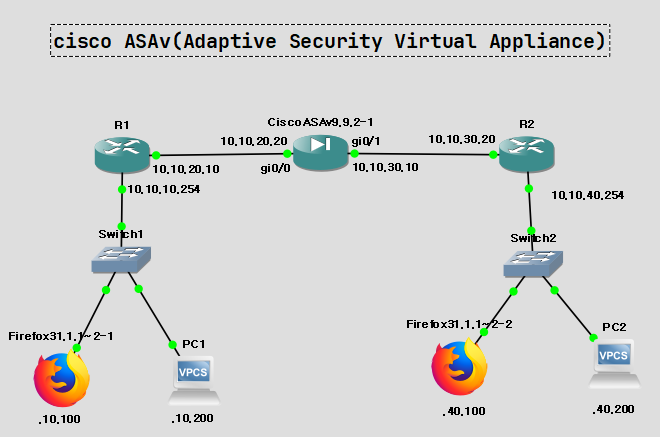 cisco ASAv(Adaptive Security Virtual Appliance)
R1
CiscoASAv9.9.2-1
R2
10.10.20.20
gi0/1
10.10.30.20
10.10.20.10
gi0/0
10.10.30.10
10.10.10.254
10.10.40.254
Switch1
Switch2
Firefox31.1.1~2-1
PC1
Firefox31.1.1~2-2
PC2
VPCS
VPCS
.10.100
.10.200
.40.100
.40.200